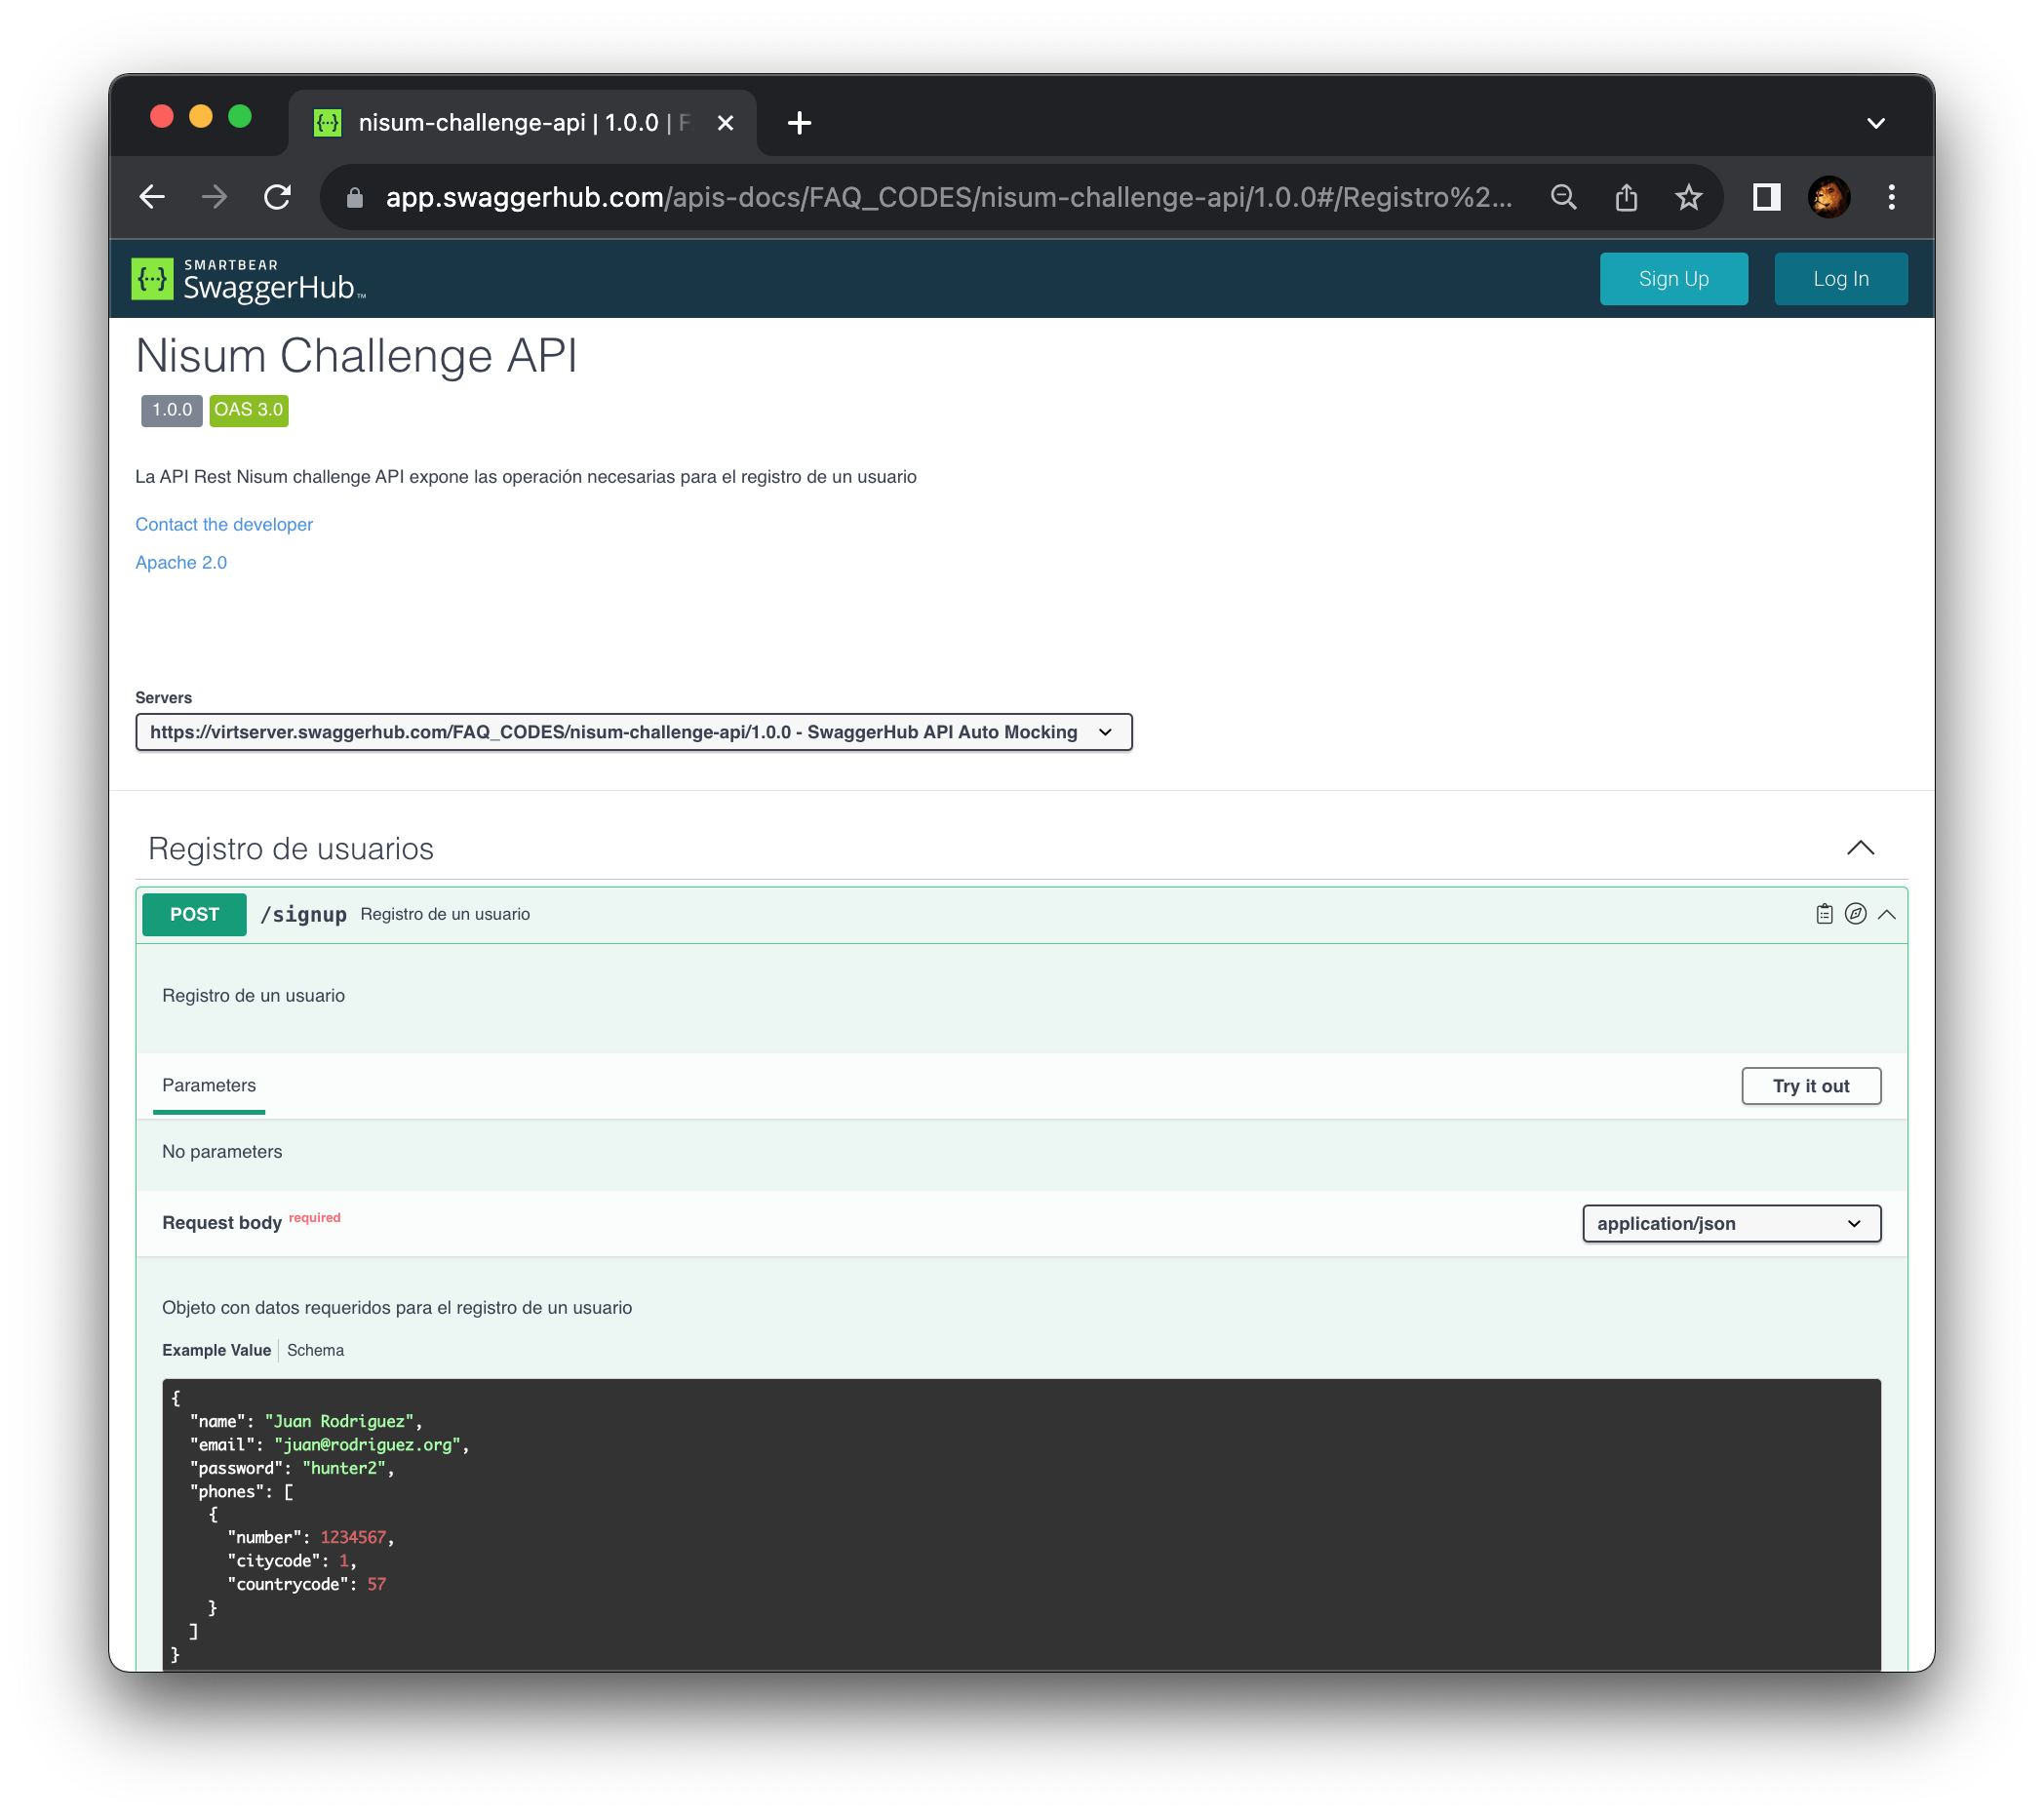 nisum-challenge-api | 1.0.0 |
app.swaggerhub.com/apis-docs/FAQ_CODES/nisum-challenge-api/1.0.0#/Registro%2...
SMARTBEAR
SwaggerHub™
Sign Up
Log In
Nisum Challenge API
1.0.0 OAS 3.0
La API Rest Nisum challenge API expone las operación necesarias para el registro de un usuario
Contact the developer
Apache 2.0
Servers
https://virtserver.swaggerhub.com/FAQ_CODES/nisum-challenge-api/1.0.0 - SwaggerHub API Auto Mocking
Registro de usuarios
POST /signup Registro de un usuario
Registro de un usuario
Parameters
Try it out
No parameters
Request body required
application/json
Objeto con datos requeridos para el registro de un usuario
Example Value Schema
{
"name": "Juan Rodriguez",
"email": "juan@rodriguez.org",
"password": "hunter2",
"phones": [
{
"number": 1234567,
"citycode": 1,
"countrycode": 57
}
]
}